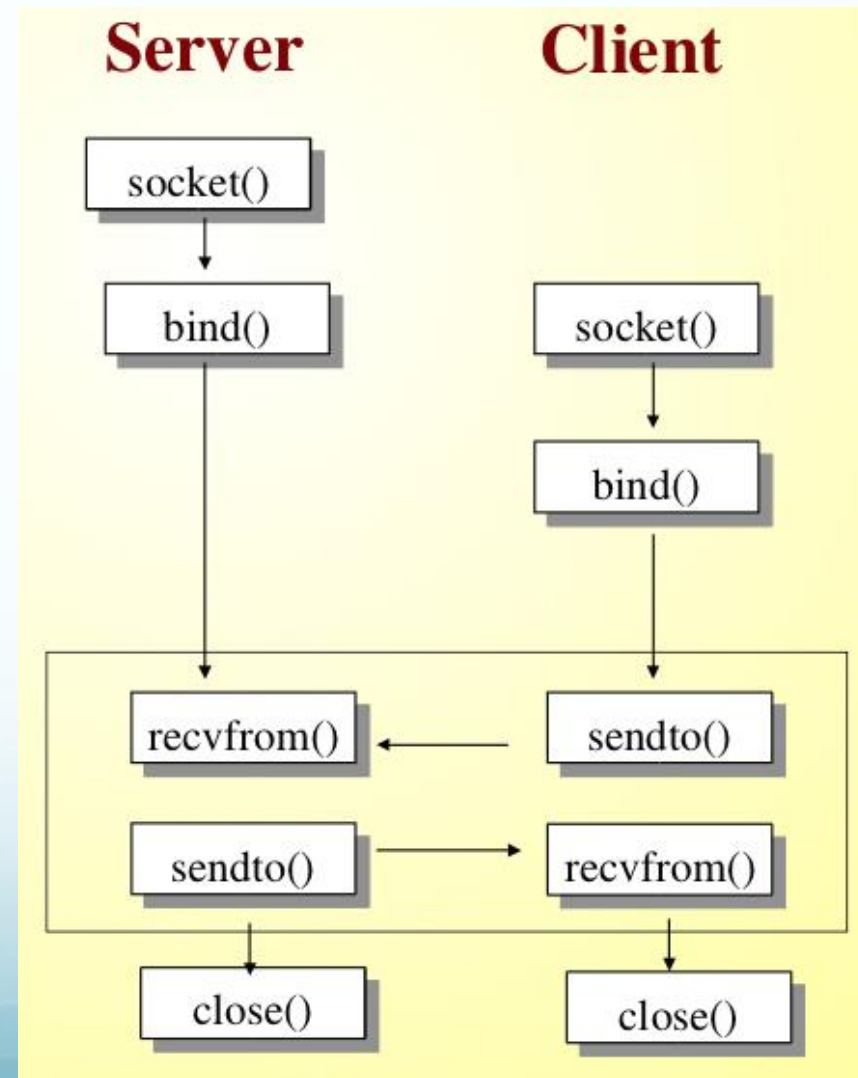 Server
Client
socket()
bind()
socket()
bind()
recvfrom()
sendto()
sendto()
recvfrom()
close()
close()